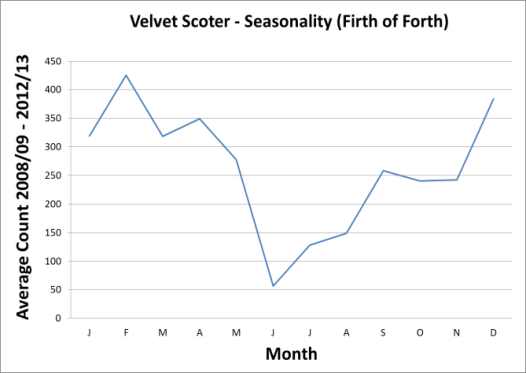 Velvet Scoter - Seasonality (Firth of Forth)
Average Count 2008/09 - 2012/13
450
400
350
300
250
200
150
100
50
0
J F M A M J J A S O N D
Month